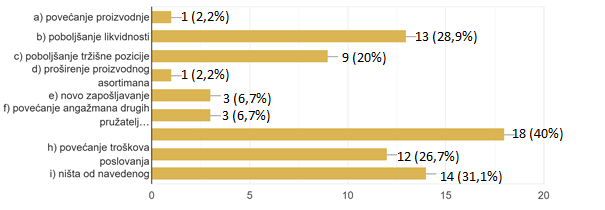 a) povećanje proizvodnje 1 (2,2%)
b) poboljšanje likvidnosti 13 (28,9%)
c) poboljšanje tržišne pozicije 9 (20%)
d) proširenje proizvodnog
asortimana 1 (2,2%)
e) novo zapošljavanje 3 (6,7%)
f) povećanje angažmana drugih
pružatelj… 3 (6,7%)
18 (40%)
h) povećanje troškova
poslovanja 12 (26,7%)
i) ništa od navedenog 14 (31,1%)
0 5 10 15 20